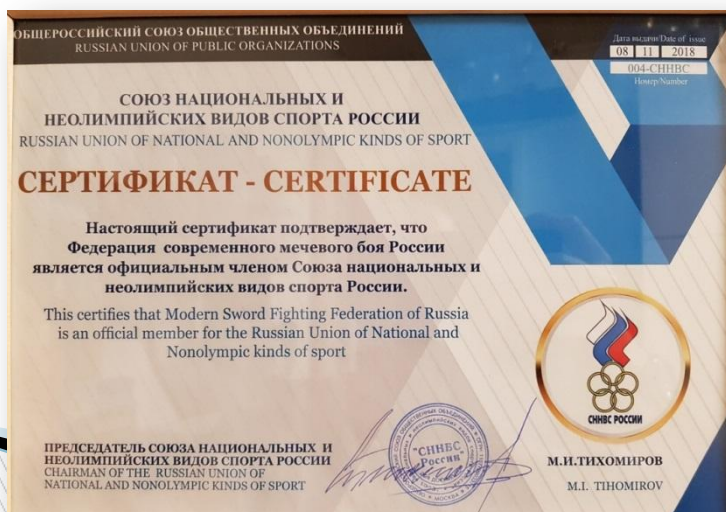 ОБЩЕРОССИЙСКИЙ СОЮЗ ОБЩЕСТВЕННЫХ ОБЪЕДИНЕНИЙ
RUSSIAN UNION OF PUBLIC ORGANIZATIONS
Дата выдачи/Date of issue
08 11 2018
004-СННВС
Номер/Number
СОЮЗ НАЦИОНАЛЬНЫХ И
НЕОЛИМПИЙСКИХ ВИДОВ СПОРТА РОССИИ
RUSSIAN UNION OF NATIONAL AND NONOLYMPIC KINDS OF SPORT
СЕРТИФИКАТ - CERTIFICATE
Настоящий сертификат подтверждает, что
Федерация современного мечевого боя России
является официальным членом Союза национальных и
неолимпийских видов спорта России.
This certifies that Modern Sword Fighting Federation of Russia
is an official member for the Russian Union of National and
Nonolympic kinds of sport
СННВС РОССИИ
ПРЕДСЕДАТЕЛЬ СОЮЗА НАЦИОНАЛЬНЫХ И
НЕОЛИМПИЙСКИХ ВИДОВ СПОРТА РОССИИ
CHAIRMAN OF THE RUSSIAN UNION OF
NATIONAL AND NONOLYMPIC KINDS OF SPORT
"СННВС
России"
М.И.ТИХОМИРОВ
M.I. TIHOMIROV